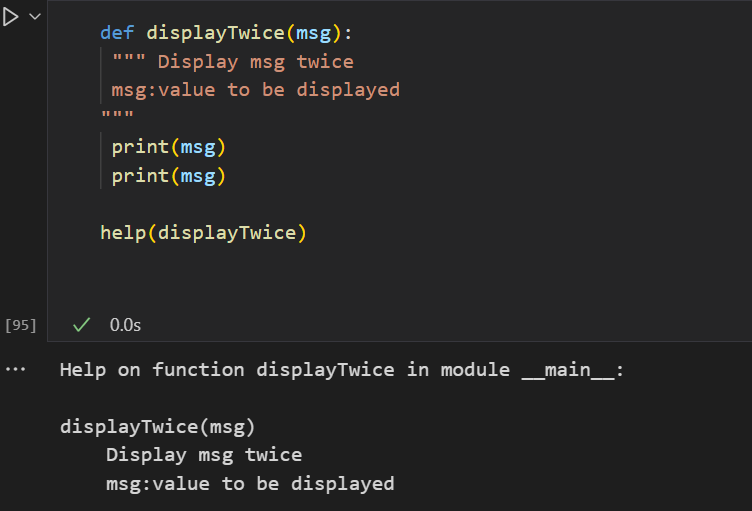 def displayTwice(msg):
""" Display msg twice
msg:value to be displayed
"""
print(msg)
print(msg)
help(displayTwice)
[95]
0.0s
Help on function displayTwice in module __main__:
displayTwice(msg)
Display msg twice
msg:value to be displayed